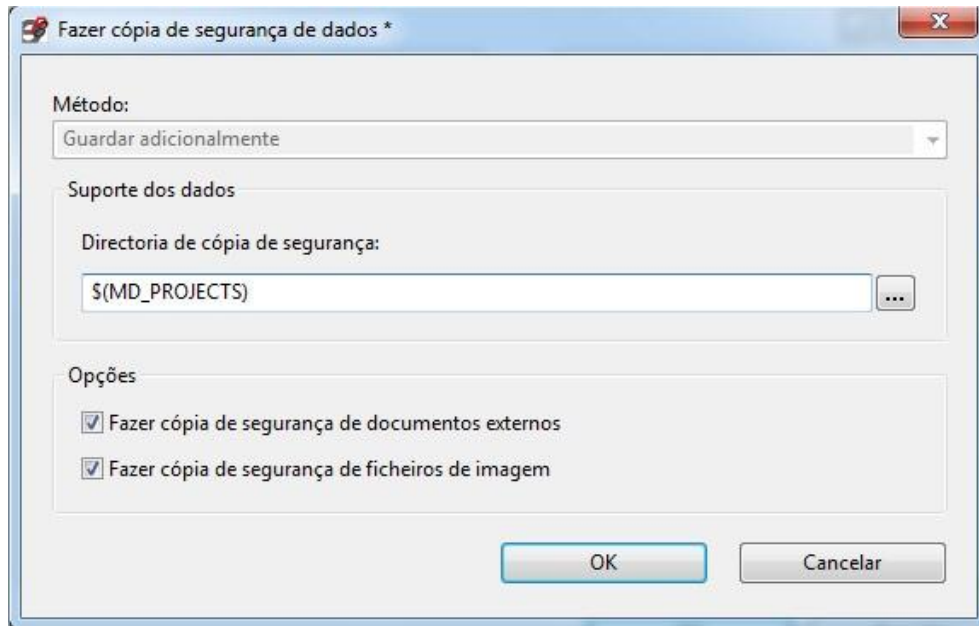 Fazer cópia de segurança de dados *
Método:
Guardar adicionalmente
Suporte dos dados
Directoria de cópia de segurança:
$(MD_PROJECTS)
...
Opções
Fazer cópia de segurança de documentos externos
Fazer cópia de segurança de ficheiros de imagem
OK Cancelar